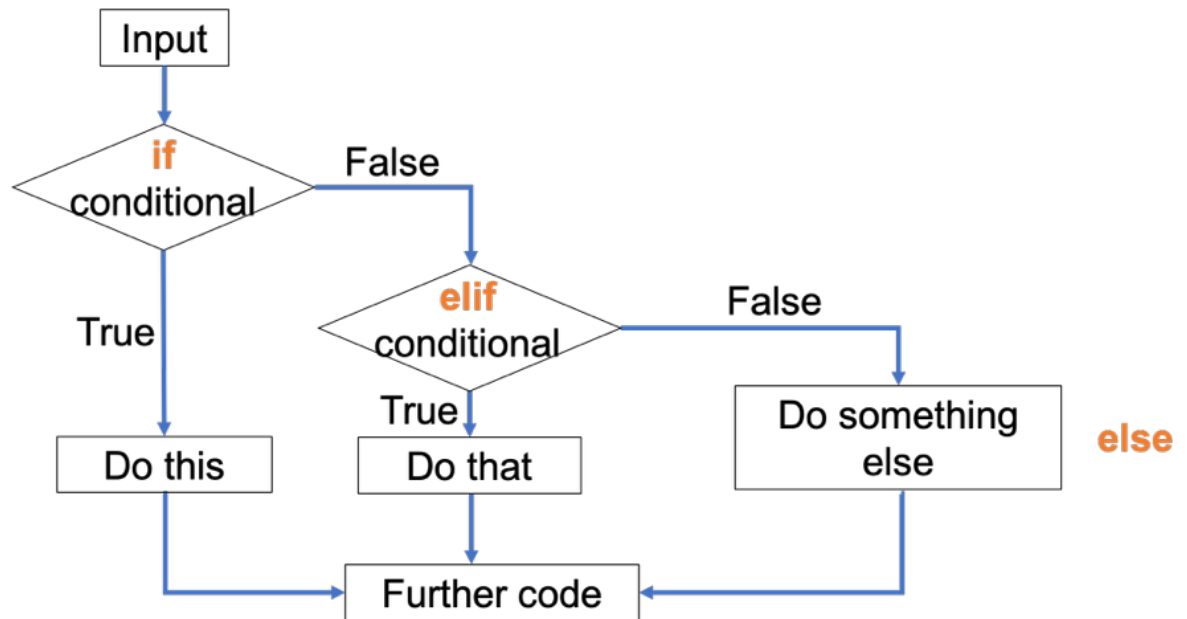 Input
if
conditional
False
True
elif
conditional
False
True
Do this
Do that
Do something
else
else
Further code